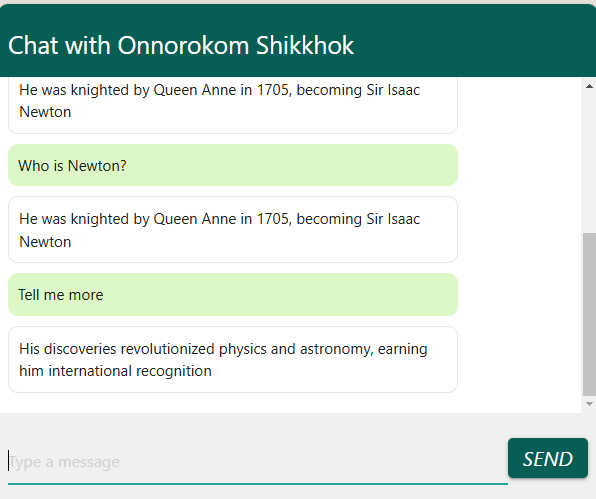 Chat with Onnorokom Shikkhok
He was knighted by Queen Anne in 1705, becoming Sir Isaac
Newton
Who is Newton?
He was knighted by Queen Anne in 1705, becoming Sir Isaac
Newton
Tell me more
His discoveries revolutionized physics and astronomy, earning
him international recognition
Type a message
SEND